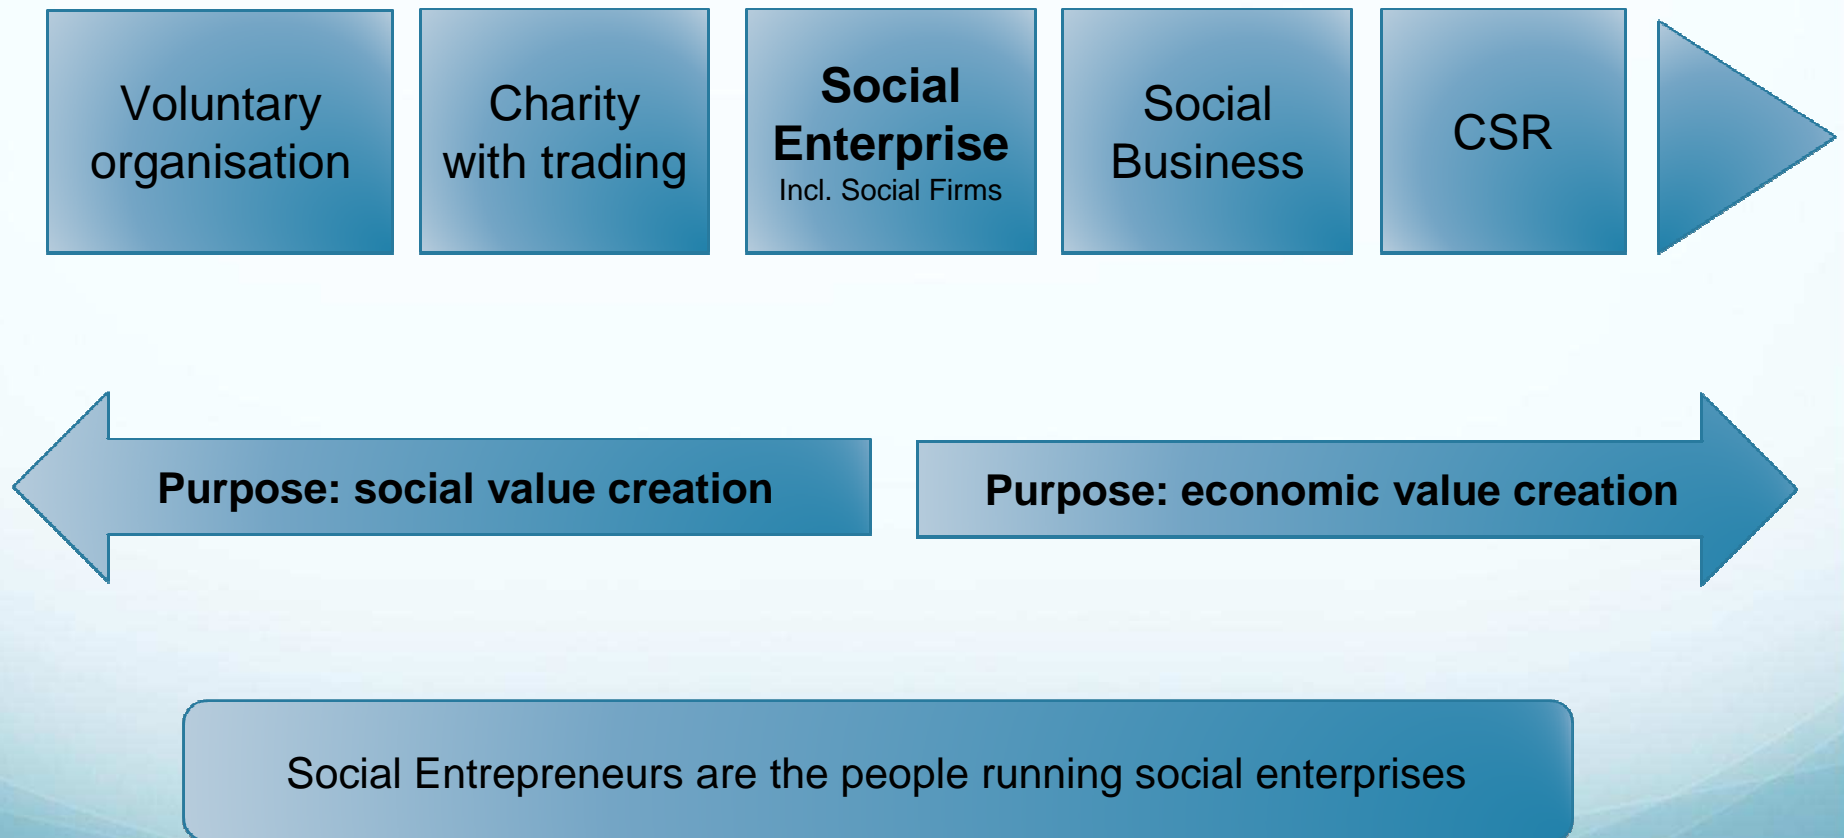 Voluntary
organisation
Charity
with trading
Social
Enterprise
Incl. Social Firms
Social
Business
CSR
Purpose: social value creation
Purpose: economic value creation
Social Entrepreneurs are the people running social enterprises